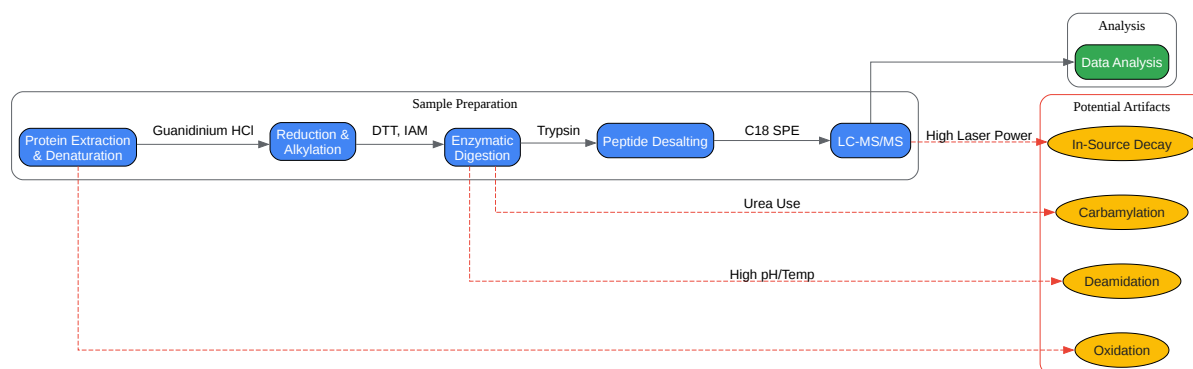 Analysis
Data Analysis
Sample Preparation
Potential Artifacts
Protein Extraction
& Denaturation
Guanidinium HCl
Reduction &
Alkylation
DTT, IAM
Enzymatic
Digestion
Trypsin
Peptide Desalting
C18 SPE
LC-MS/MS
High Laser Power
In-Source Decay
Urea Use
Carbamylation
High pH/Temp
Deamidation
Oxidation